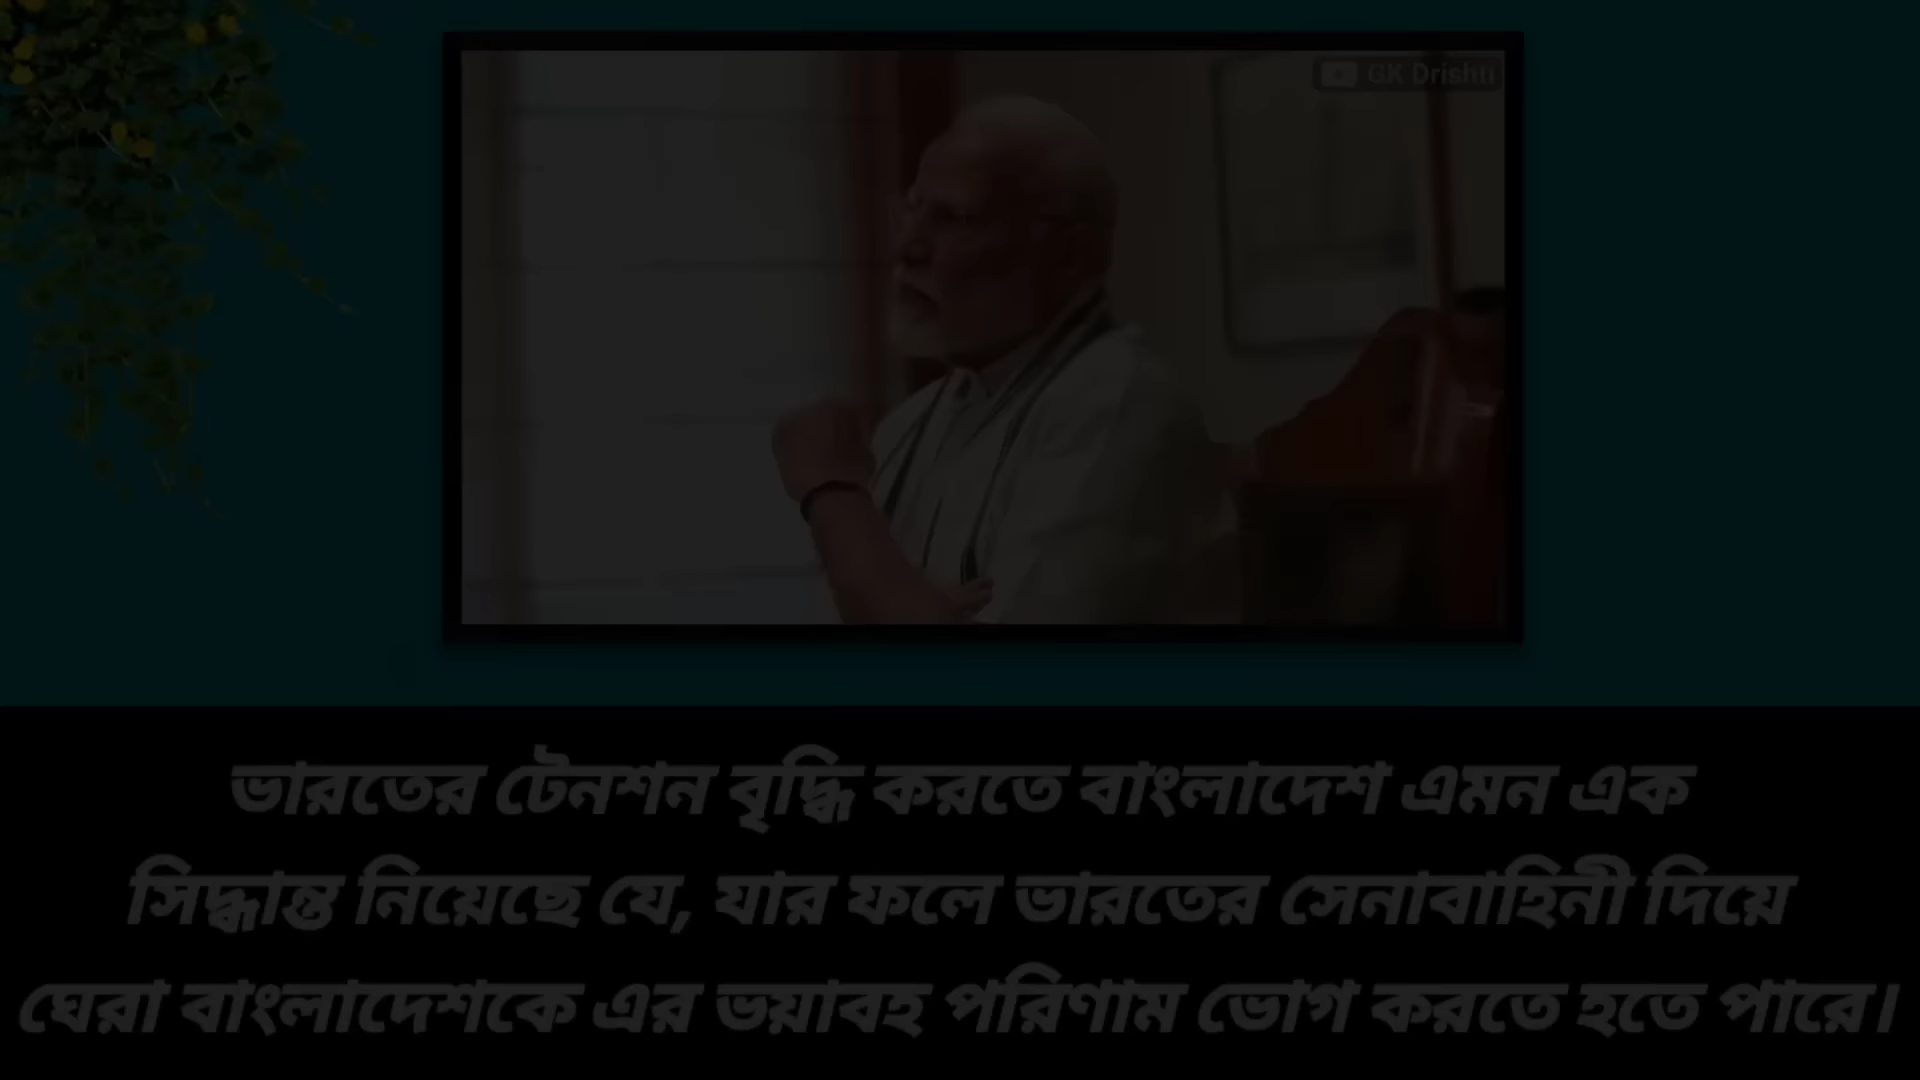 GK Drishti
ভারতের টেনশন বৃদ্ধি করতে বাংলাদেশ এমন এক
সিদ্ধান্ত নিয়েছে যে, যার ফলে ভারতের সেনাবাহিনী দিয়ে
ঘেরা বাংলাদেশকে এর ভয়াবহ পরিণাম ভোগ করতে হতে পারে।